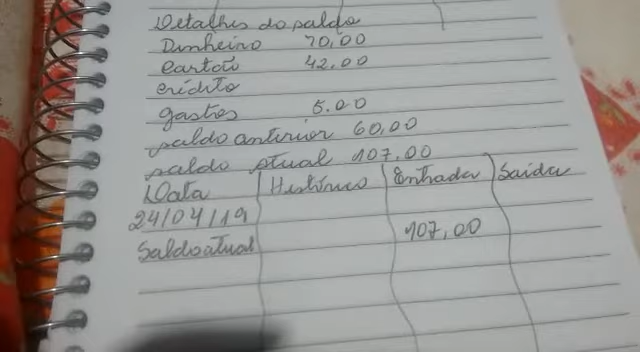 Detalhes do saldo
Dinheiro 70,00
cartão 42.00
crédito
gastos 5.00
saldo anterior 60,00
saldo atual 107.00
Data Histórico Entrada Saída
24/04/19
Saldo atual 107,00